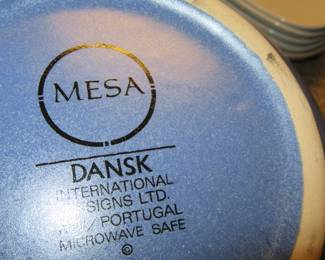 MESA
DANSK
INTERNATIONAL
SIGNS LTD.
PORTUGAL
MICROWAVE SAFE
©